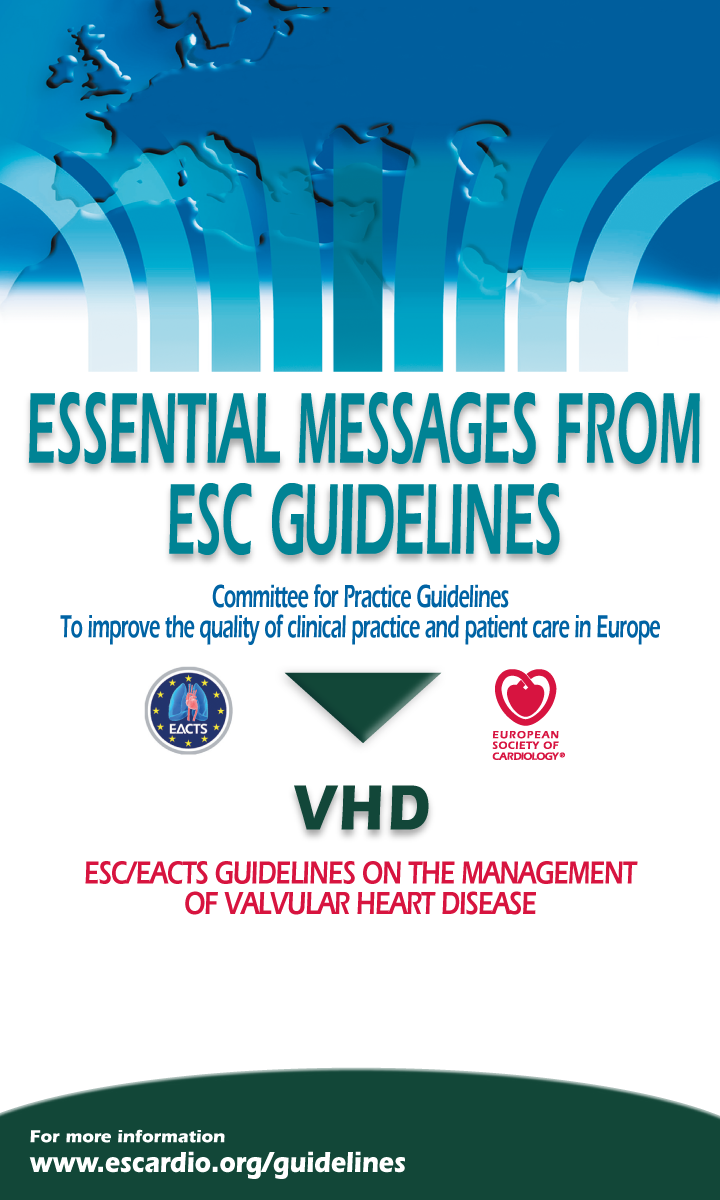 ESSENTIAL MESSAGES FROM
ESC GUIDELINES
Committee for Practice Guidelines
To improve the quality of clinical practice and patient care in Europe
EACTS
EUROPEAN
SOCIETY OF
CARDIOLOGY®
VHD
ESC/EACTS GUIDELINES ON THE MANAGEMENT
OF VALVULAR HEART DISEASE
For more information
www.escardio.org/guidelines